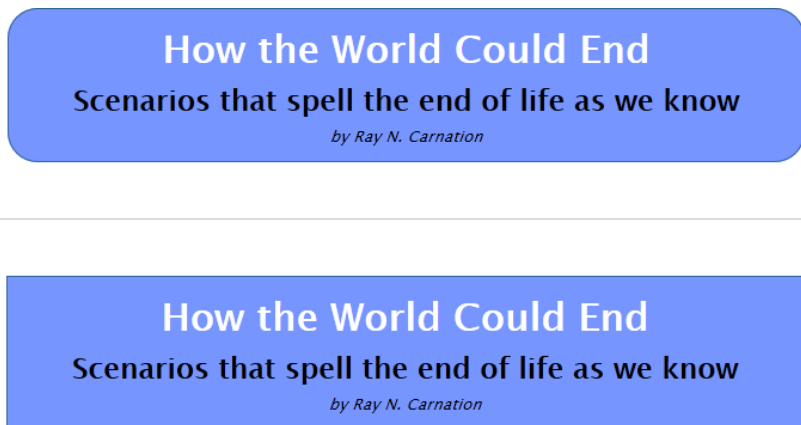 How the World Could End
Scenarios that spell the end of life as we know
by Ray N. Carnation
How the World Could End
Scenarios that spell the end of life as we know
by Ray N. Carnation